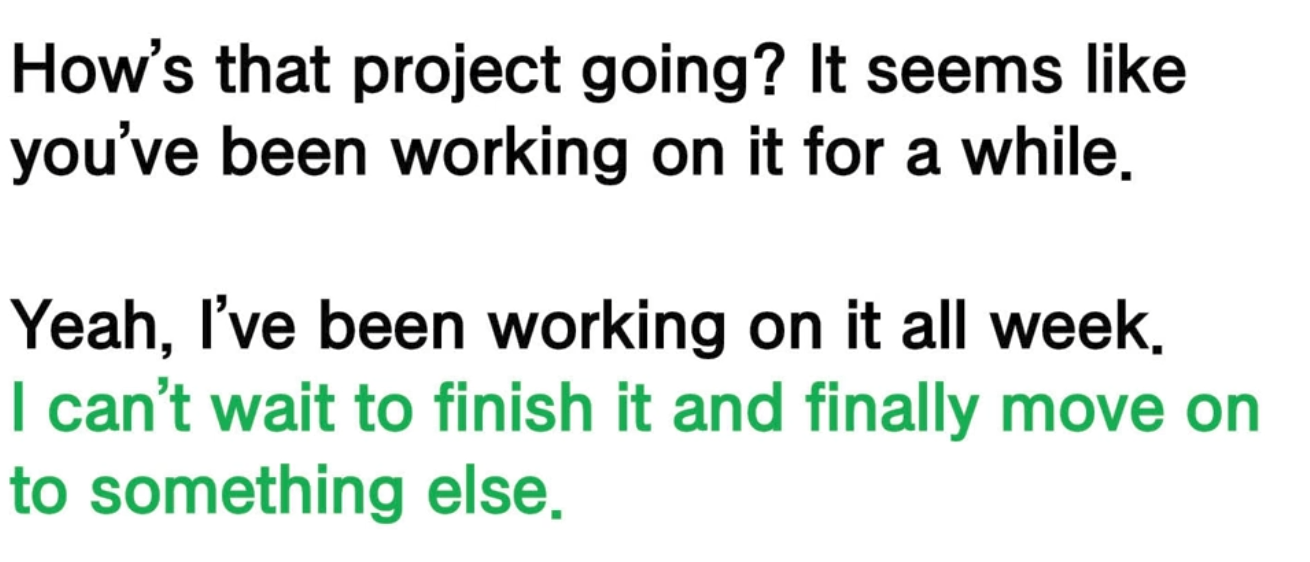 How’s that project going? It seems like
you’ve been working on it for a while.
Yeah, I’ve been working on it all week.
I can’t wait to finish it and finally move on
to something else.